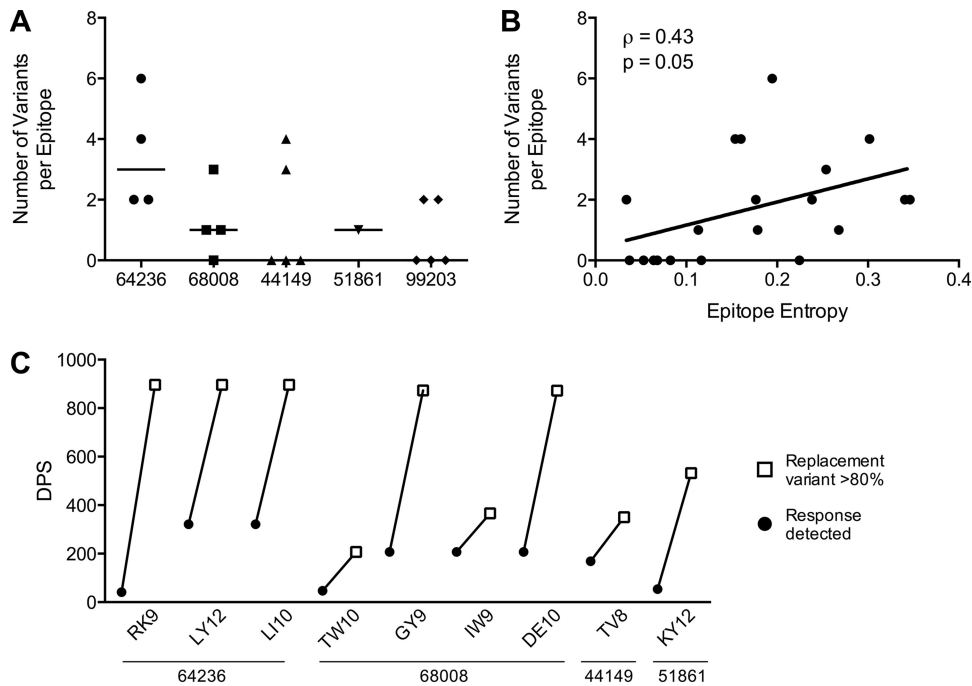 A
Number of Variants
per Epitope
8
6
4
2
0
64236 68008 44149 51861 99203
B
Number of Variants
per Epitope
8
6
4
2
0
ρ = 0.43
p = 0.05
0.0 0.1 0.2 0.3 0.4
Epitope Entropy
C
DPS
1000
800
600
400
200
0
RK9 LY12 LI10 TW10 GY9 IW9 DE10 TV8 KY12
64236 68008 44149 51861
Replacement
variant >80%
Response
detected